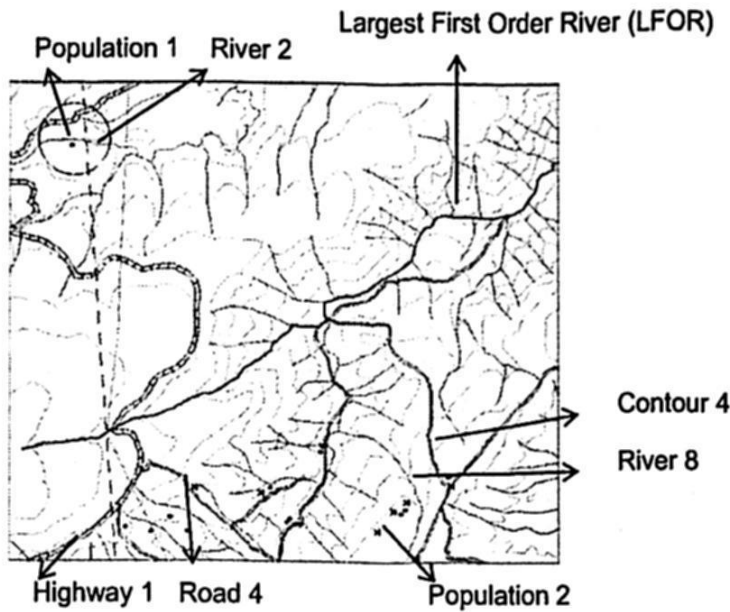 Largest First Order River (LFOR)
Population 1
River 2
Contour 4
River 8
Highway 1
Road 4
Population 2